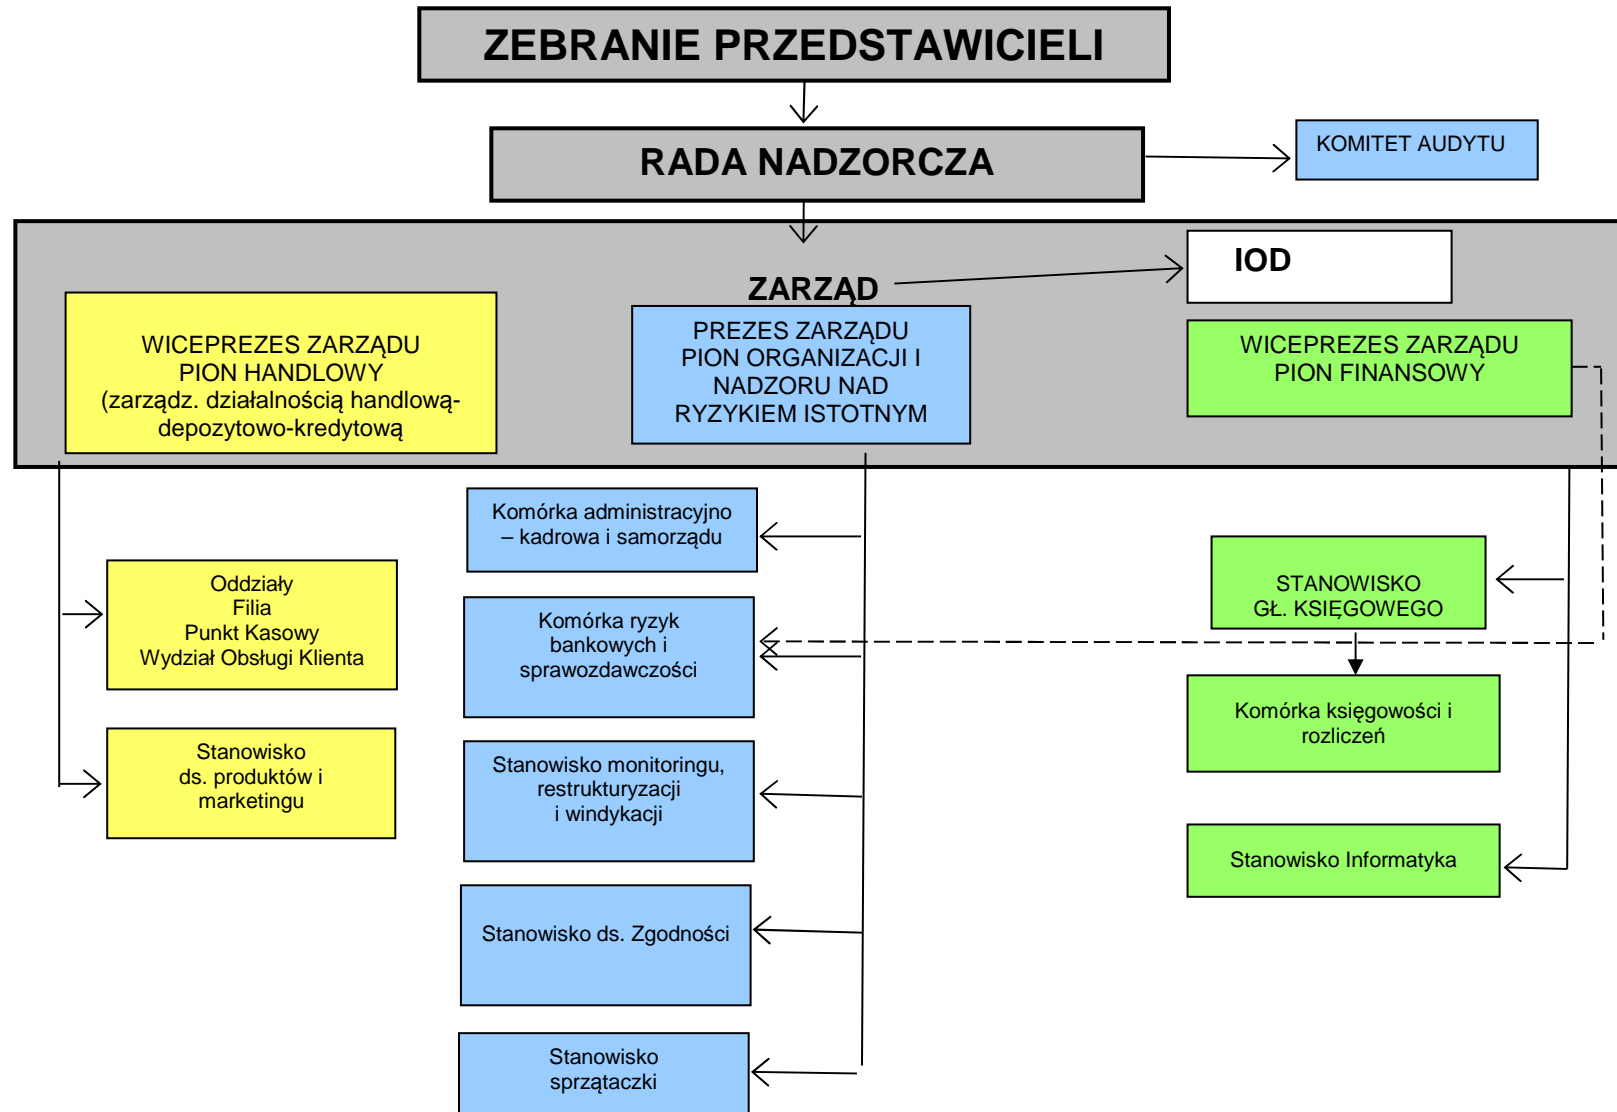 ZEBRANIE PRZEDSTAWICIELI
RADA NADZORCZA
KOMITET AUDYTU
ZARZĄD
IOD
WICEPREZES ZARZĄDU
PION HANDLOWY
(zarządz. działalnością handlową-
depozytowo-kredytową
PREZES ZARZĄDU
PION ORGANIZACJI I
NADZORU NAD
RYZYKIEM ISTOTNYM
WICEPREZES ZARZĄDU
PION FINANSOWY
Oddziały
Filia
Punkt Kasowy
Wydział Obsługi Klienta
Stanowisko
ds. produktów i
marketingu
Komórka administracyjno
– kadrowa i samorządu
Komórka ryzyk
bankowych i
sprawozdawczości
Stanowisko monitoringu,
restrukturyzacji
i windykacji
Stanowisko ds. Zgodności
Stanowisko
sprzątaczki
STANOWISKO
GŁ. KSIĘGOWEGO
Komórka księgowości i
rozliczeń
Stanowisko Informatyka